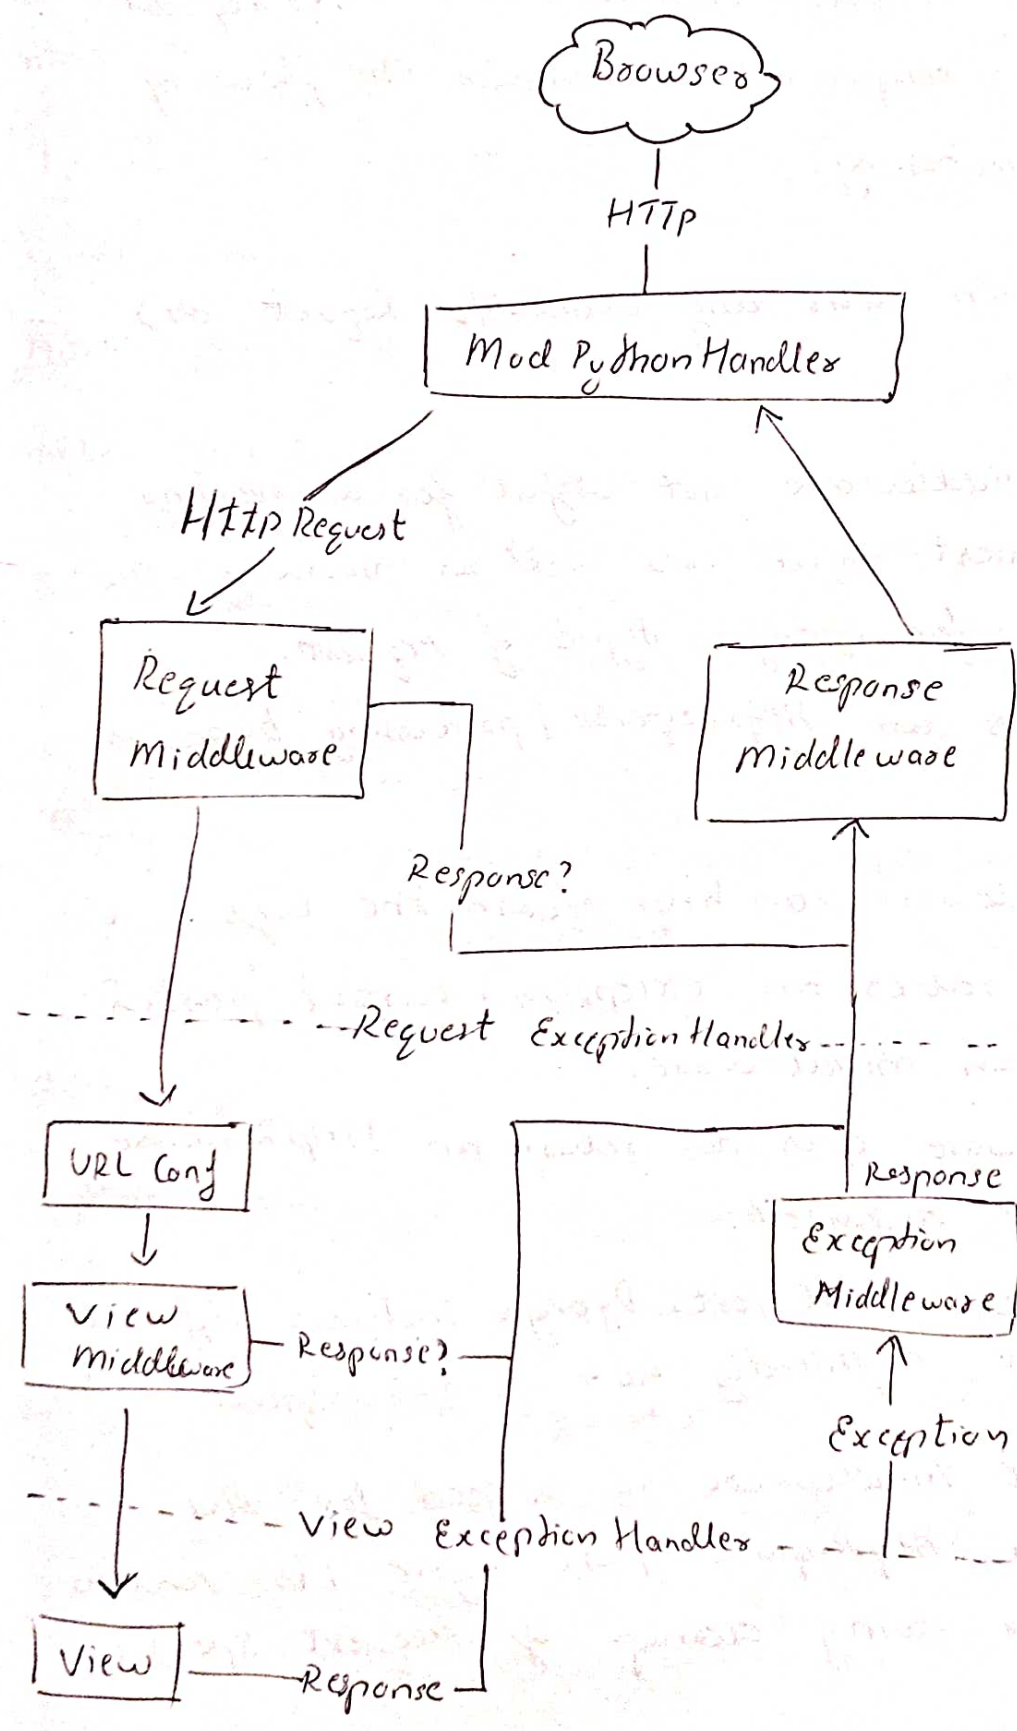 Browser
HTTP
Mod Python Handler
Http Request
Request
Middleware
Response
Middleware
Response?
Request Exception Handler
URL Conf
Response
Exception
Middleware
View
Middleware
Response?
Exception
View Exception Handler
View
Response